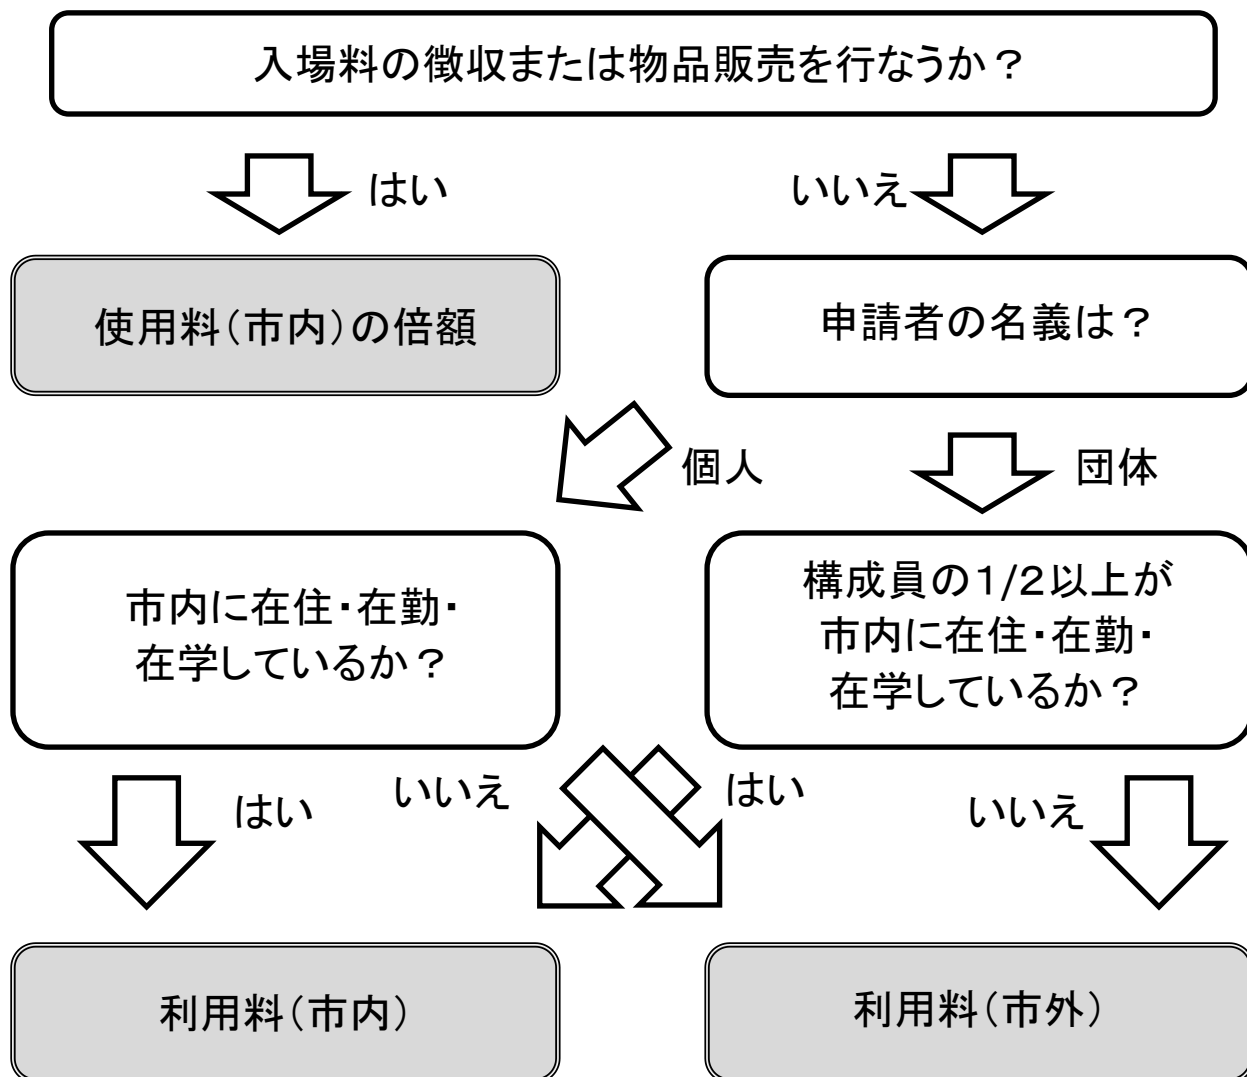 入場料の徴収または物品販売を行なうか？
はい
いいえ
使用料（市内）の倍額
申請者の名義は？
個人
団体
市内に在住・在勤・
在学しているか？
構成員の１/２以上が
市内に在住・在勤・
在学しているか？
はい
いいえ
はい
いいえ
利用料（市内）
利用料（市外）